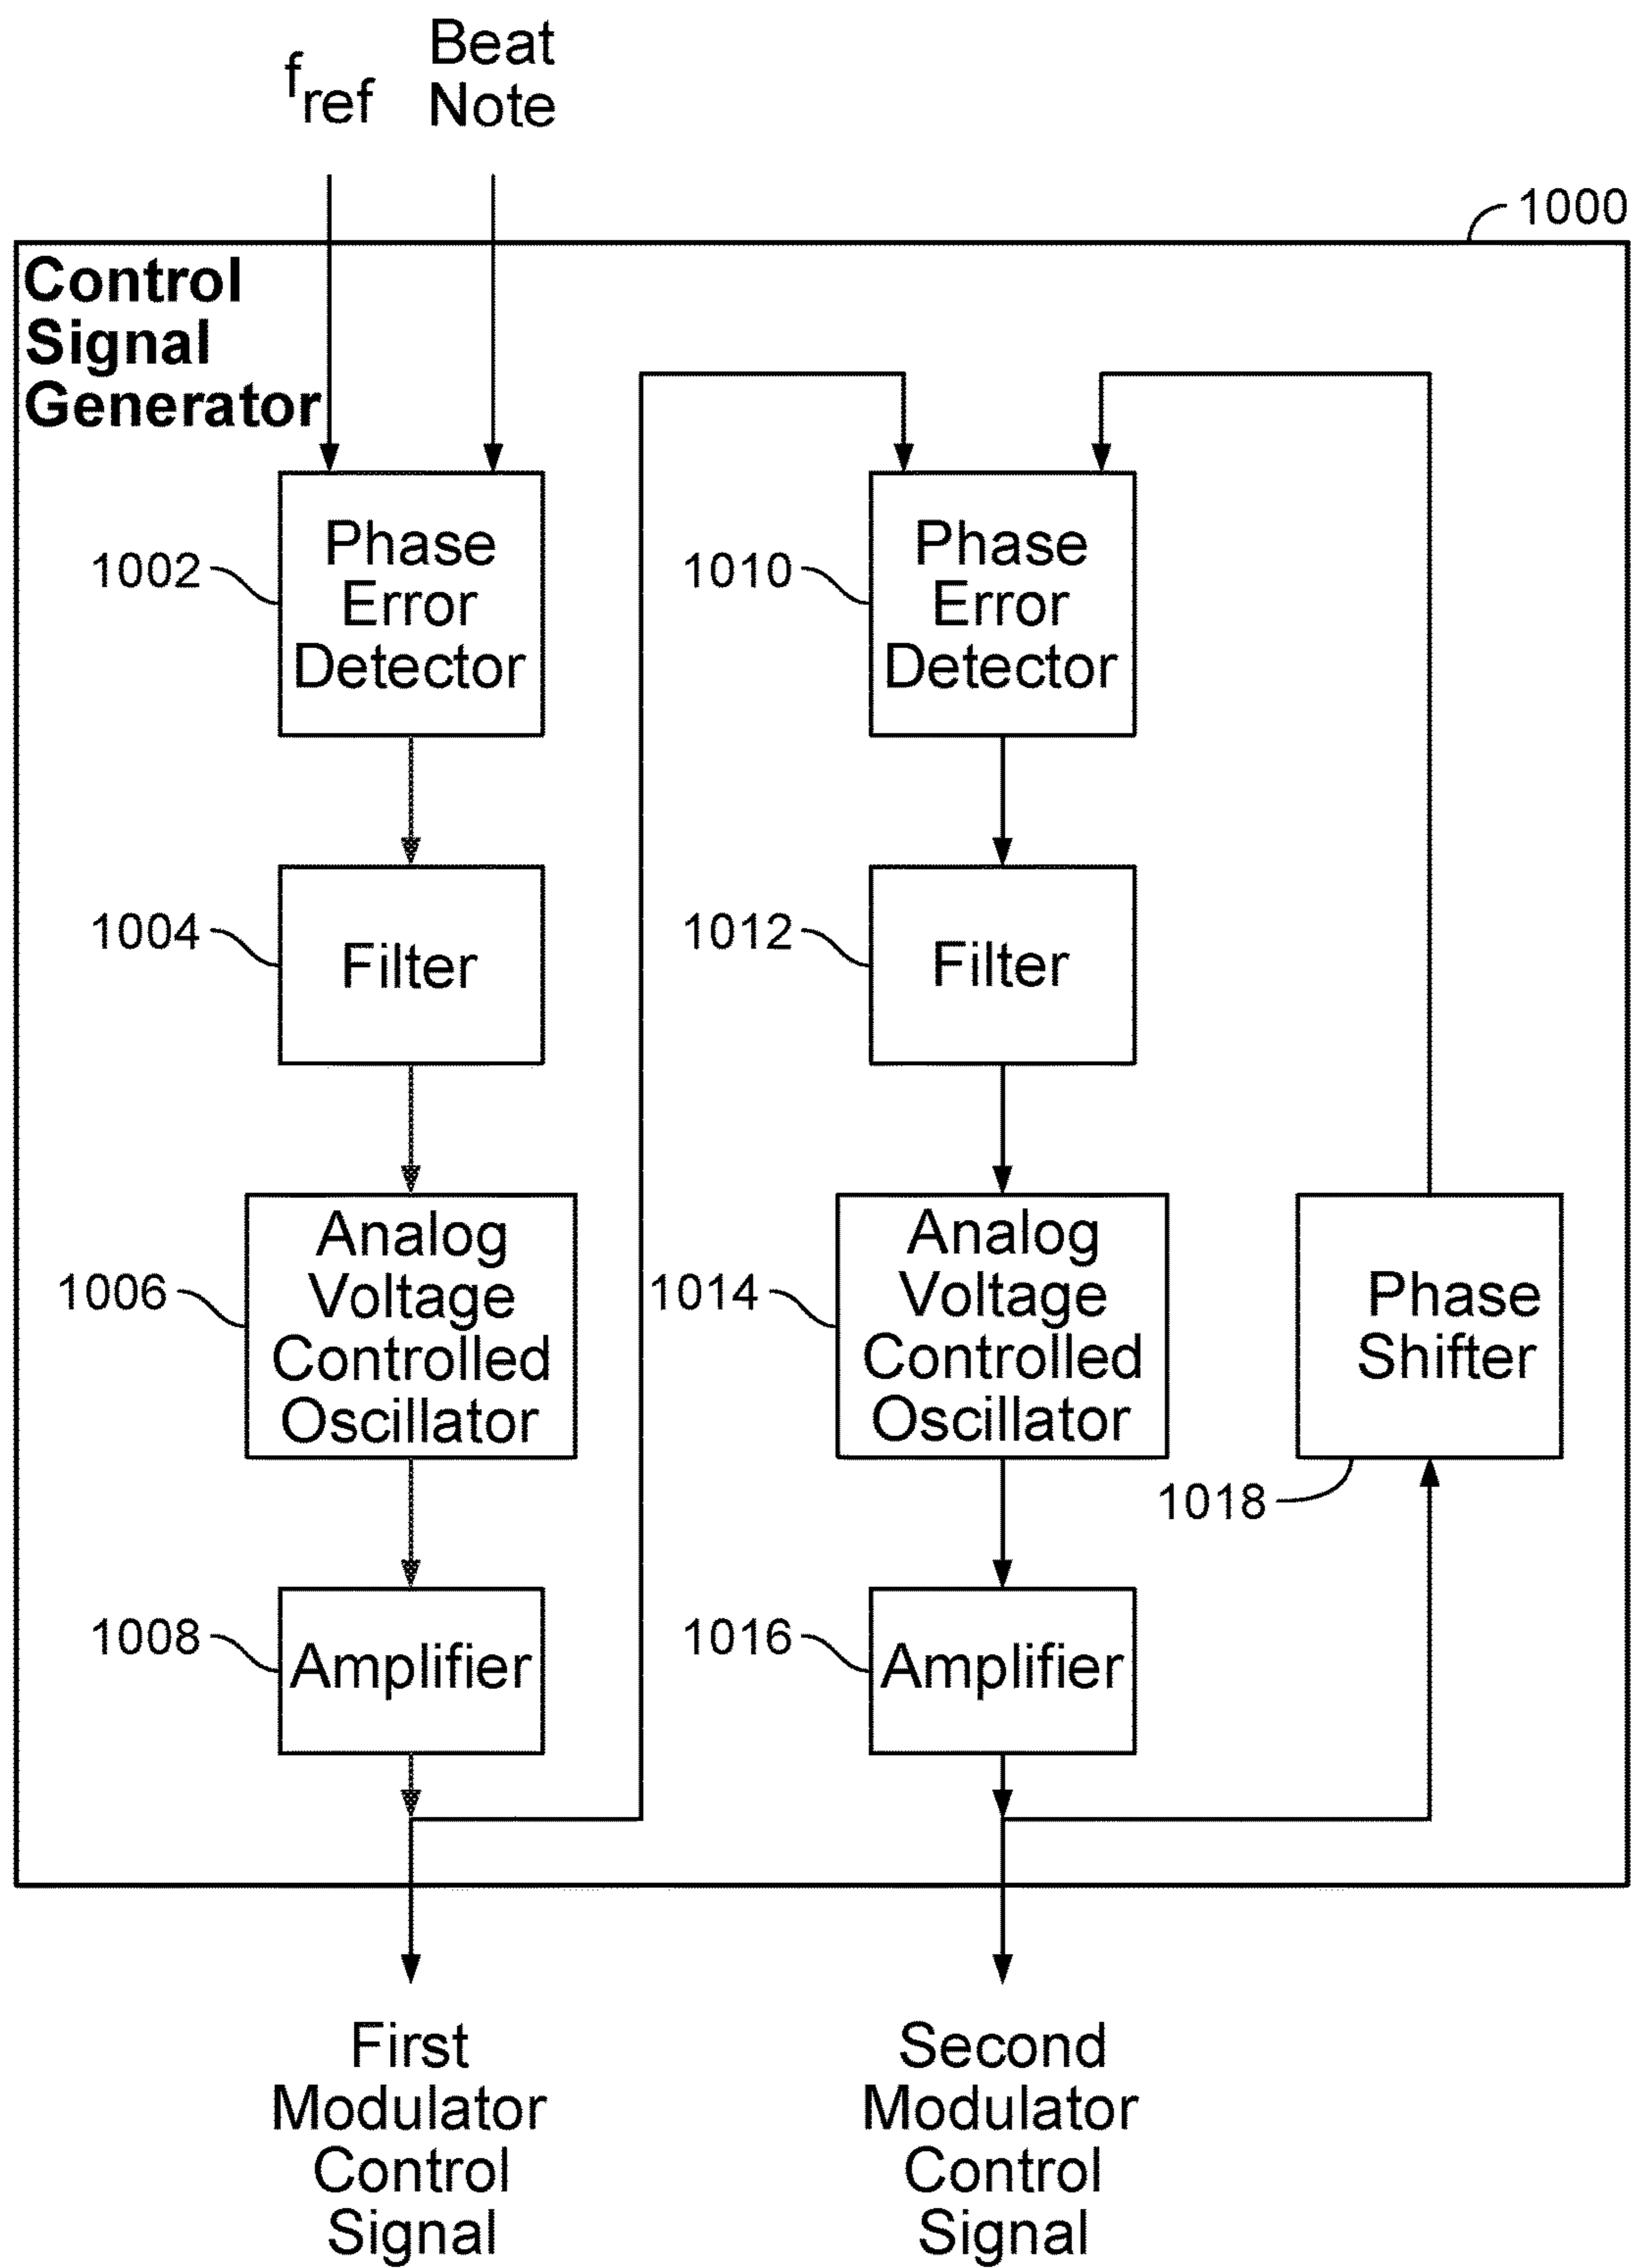 f_ref
Beat
Note
1000
Control
Signal
Generator
1002
Phase
Error
Detector
1010
Phase
Error
Detector
1004
Filter
1012
Filter
1006
Analog
Voltage
Controlled
Oscillator
1014
Analog
Voltage
Controlled
Oscillator
Phase
Shifter
1018
1008
Amplifier
1016
Amplifier
First
Modulator
Control
Signal
Second
Modulator
Control
Signal